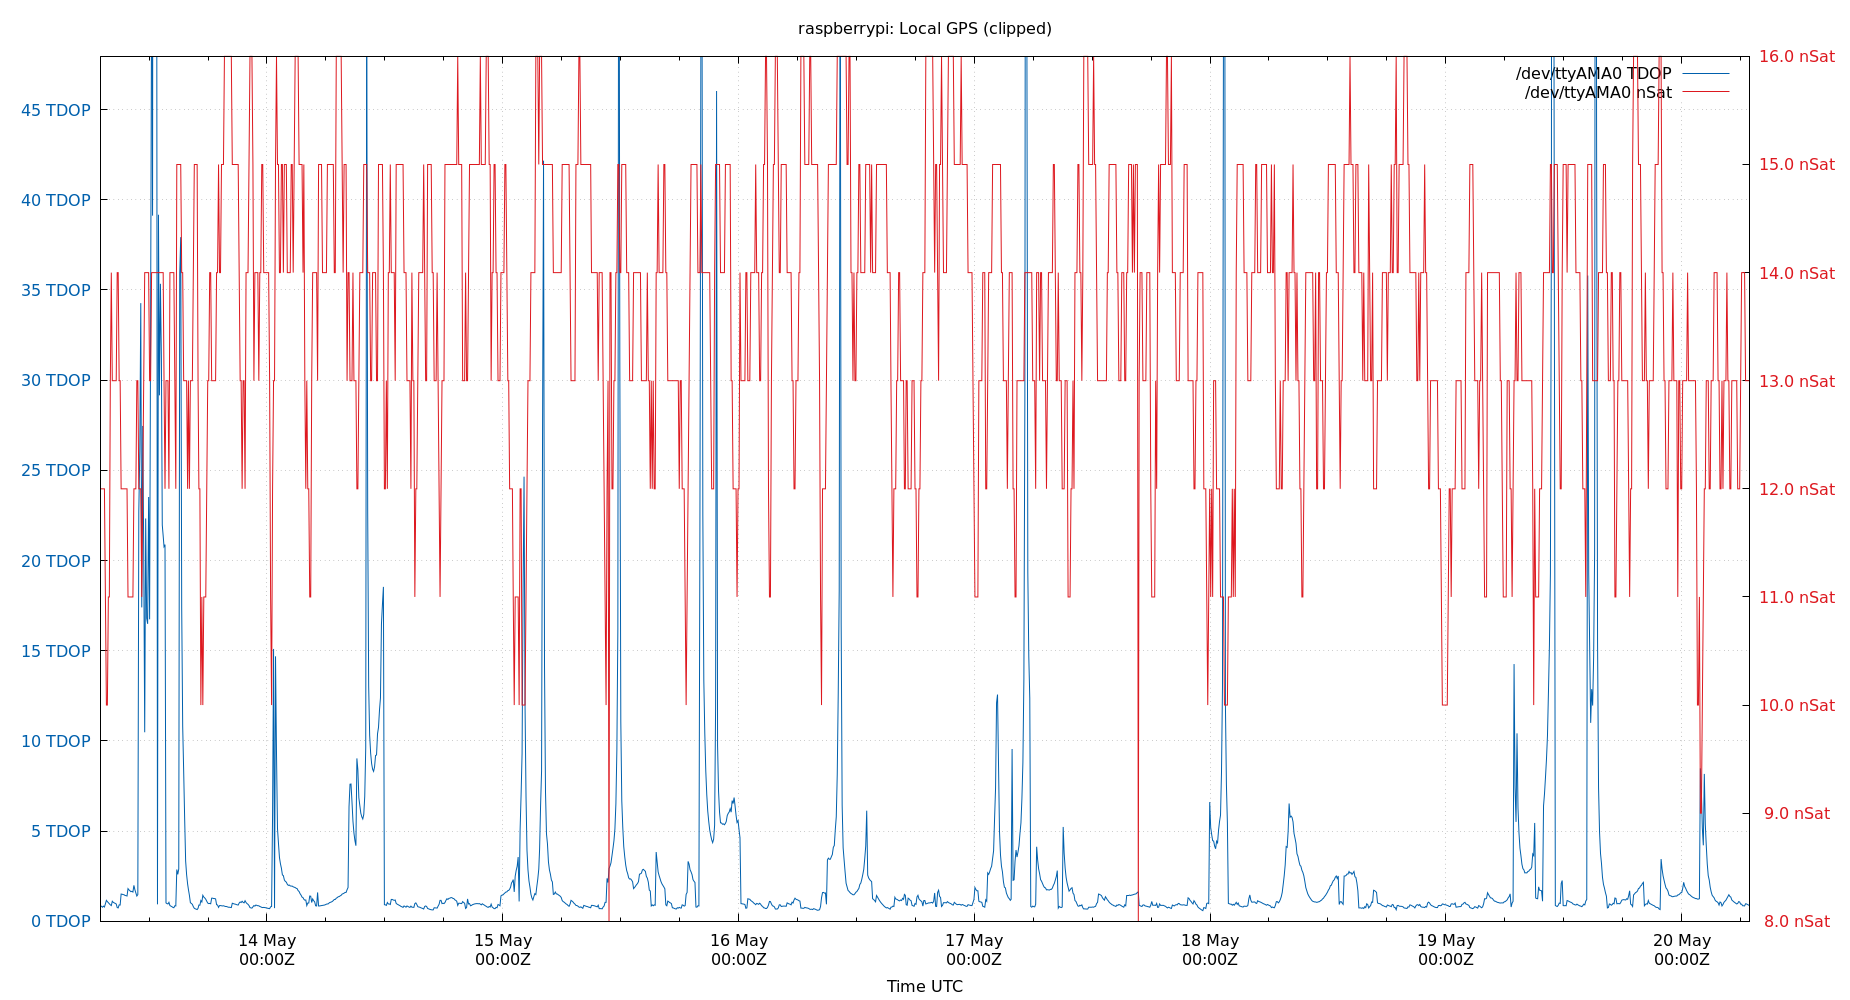 raspberrypi: Local GPS (clipped)
/dev/ttyAMA0 TDOP
/dev/ttyAMA0 nSat
45 TDOP
40 TDOP
35 TDOP
30 TDOP
25 TDOP
20 TDOP
15 TDOP
10 TDOP
5 TDOP
0 TDOP
16.0 nSat
15.0 nSat
14.0 nSat
13.0 nSat
12.0 nSat
11.0 nSat
10.0 nSat
9.0 nSat
8.0 nSat
14 May
00:00Z
15 May
00:00Z
16 May
00:00Z
17 May
00:00Z
18 May
00:00Z
19 May
00:00Z
20 May
00:00Z
Time UTC